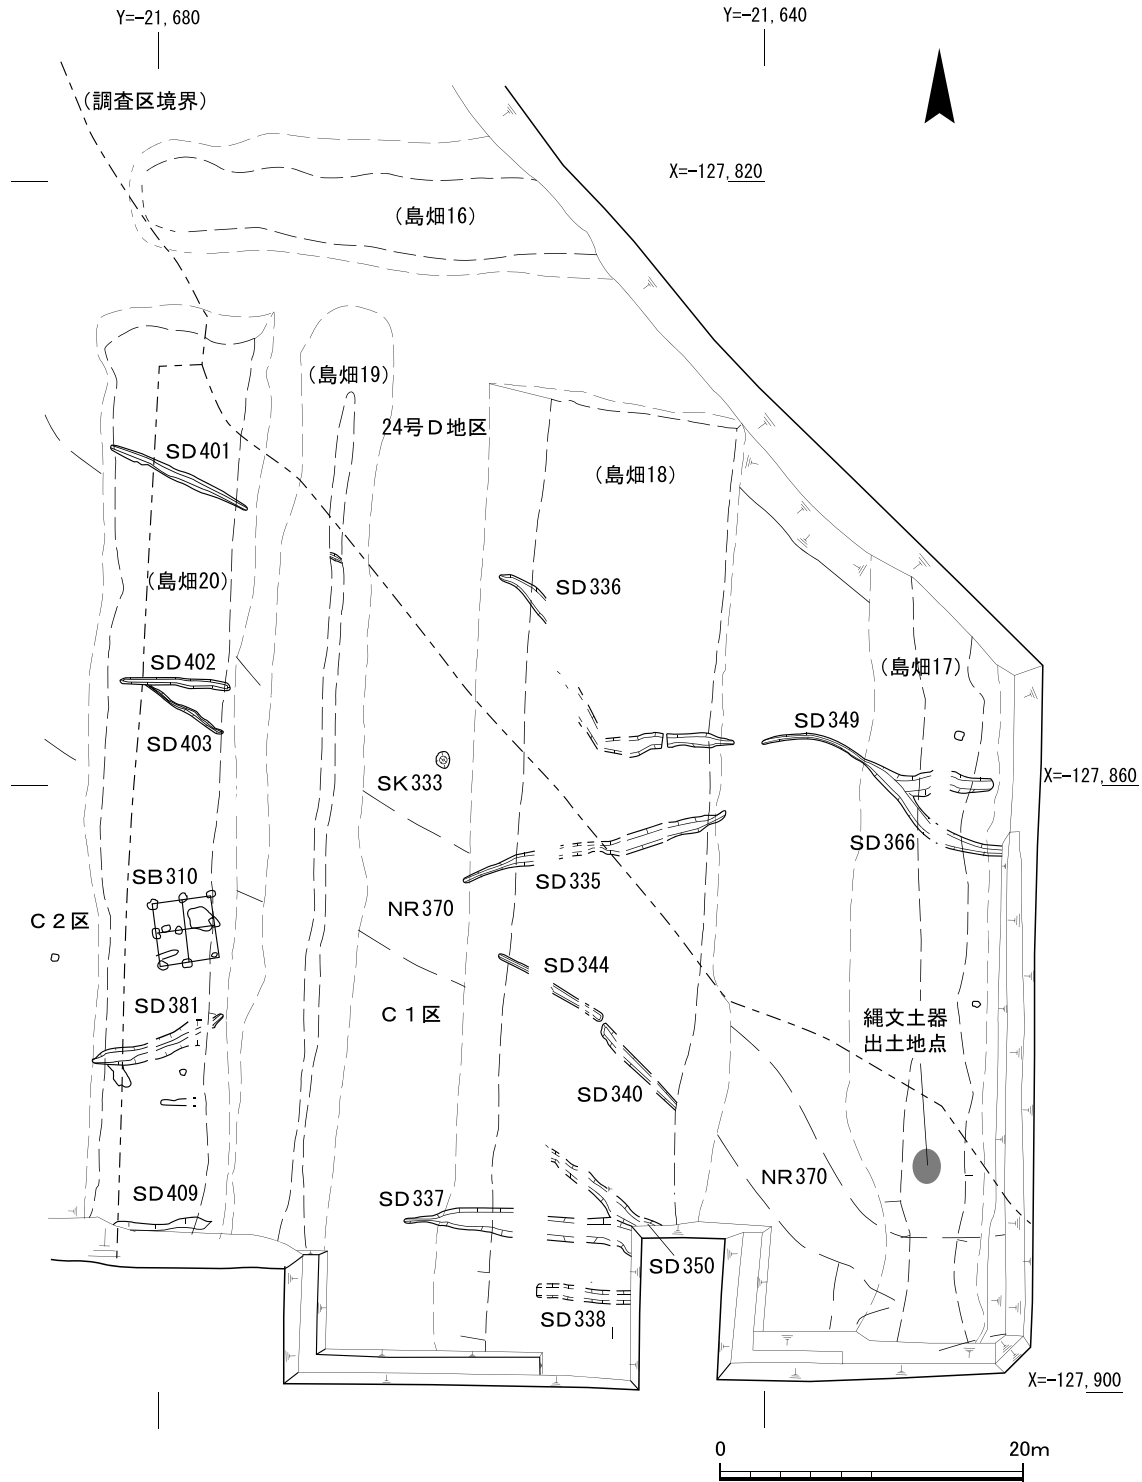 Y=-21,680
Y=-21,640
（調査区境界）
X=-127,820
（島畑16）
（島畑19）
24号D地区
SD401
（島畑18）
（島畑20）
SD336
SD402
（島畑17）
SD349
SD403
X=-127,860
SK333
SD366
SB310
SD335
NR370
C2区
SD344
SD381
C1区
縄文土器
出土地点
SD340
NR370
SD409
SD337
SD350
SD338
X=-127,900
0
20m